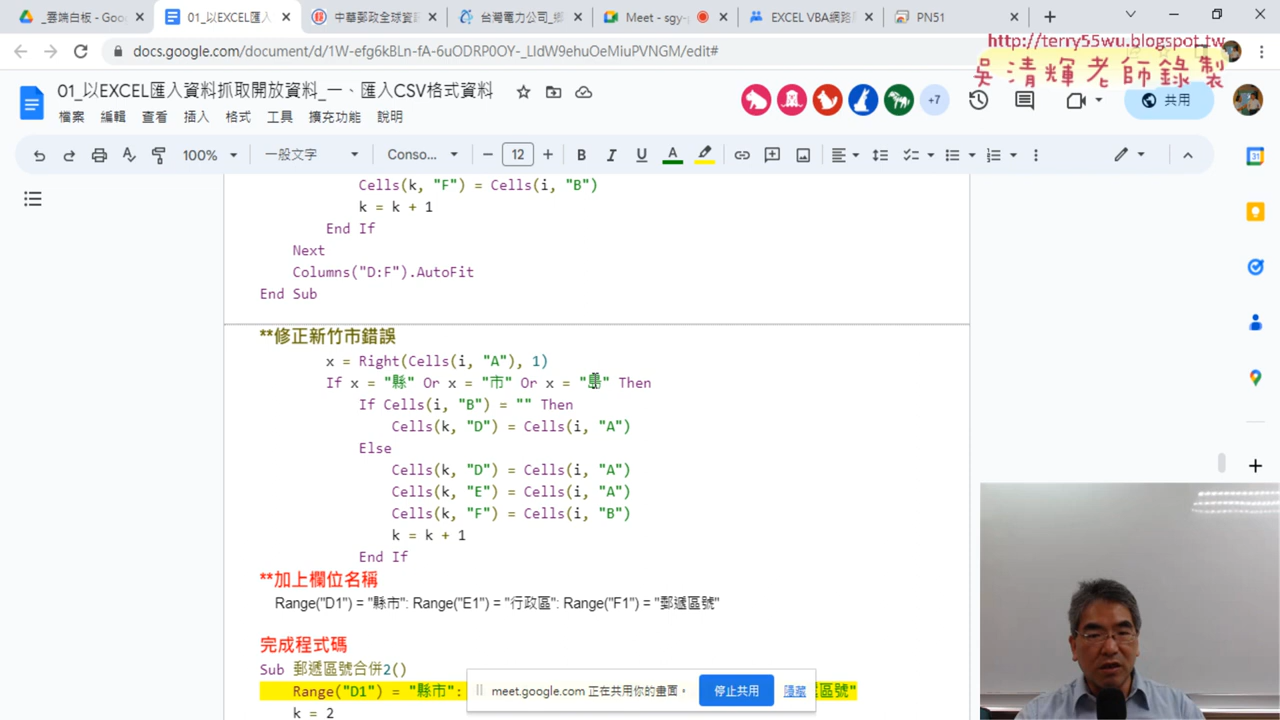 _雲端白板 - Goo
01_以EXCEL匯入
中華郵政全球資訊
台灣電力公司_鄉
Meet - sgy-
EXCEL VBA網路
PN51
docs.google.com/document/d/1W-efg6kBLn-fA-6uODRP0OY-_LIdW9ehuOeMiuPVNGM/edit#
http://terry55wu.blogspot.tw
吳清輝老師錄製
01_以EXCEL匯入資料抓取開放資料_一、匯入CSV格式資料
+7
共用
檔案 編輯 查看 插入 格式 工具 擴充功能 說明
100% 一般文字 Conso... 12 B I U A
Cells(k, "F") = Cells(i, "B")
k = k + 1
End If
Next
Columns("D:F").AutoFit
End Sub
**修正新竹市錯誤
x = Right(Cells(i, "A"), 1)
If x = "縣" Or x = "市" Or x = "島" Then
If Cells(i, "B") = "" Then
Cells(k, "D") = Cells(i, "A")
Else
Cells(k, "D") = Cells(i, "A")
Cells(k, "E") = Cells(i, "A")
Cells(k, "F") = Cells(i, "B")
k = k + 1
End If
**加上欄位名稱
Range("D1") = "縣市": Range("E1") = "行政區": Range("F1") = "郵遞區號"
完成程式碼
Sub 郵遞區號合併2()
Range("D1") = "縣市":
區號"
k = 2
meet.google.com 正在共用你的畫面。
停止共用
隱藏